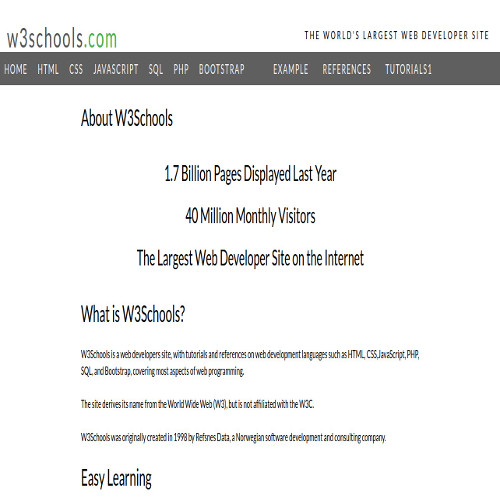 w3schools.com
THE WORLD'S LARGEST WEB DEVELOPER SITE
HOME HTML CSS JAVASCRIPT SQL PHP BOOTSTRAP EXAMPLE REFERENCES TUTORIALS1
About W3Schools
1.7 Billion Pages Displayed Last Year
40 Million Monthly Visitors
The Largest Web Developer Site on the Internet
What is W3Schools?
W3Schools is a web developers site, with tutorials and references on web development languages such as HTML, CSS, JavaScript, PHP,
SQL, and Bootstrap, covering most aspects of web programming.
The site derives its name from the World Wide Web (W3), but is not affiliated with the W3C.
W3Schools was originally created in 1998 by Refsnes Data, a Norwegian software development and consulting company.
Easy Learning